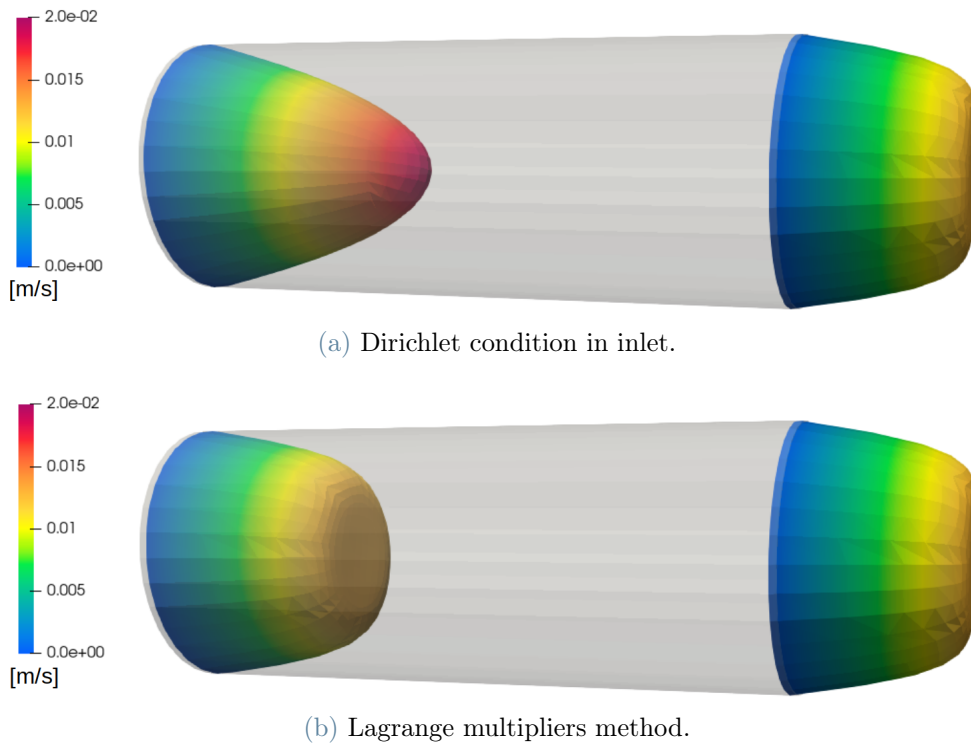 2.0e-02
0.015
0.01
0.005
0.0e+00
[m/s]
(a) Dirichlet condition in inlet.
2.0e-02
0.015
0.01
0.005
0.0e+00
[m/s]
(b) Lagrange multipliers method.